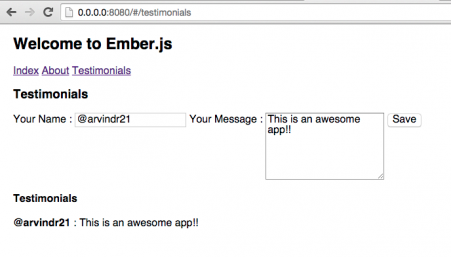 0.0.0.0:8080/#/testimonials
Welcome to Ember.js
Index About Testimonials
Testimonials
Your Name : @arvindr21 Your Message : This is an awesome app!! Save
Testimonials
@arvindr21 : This is an awesome app!!